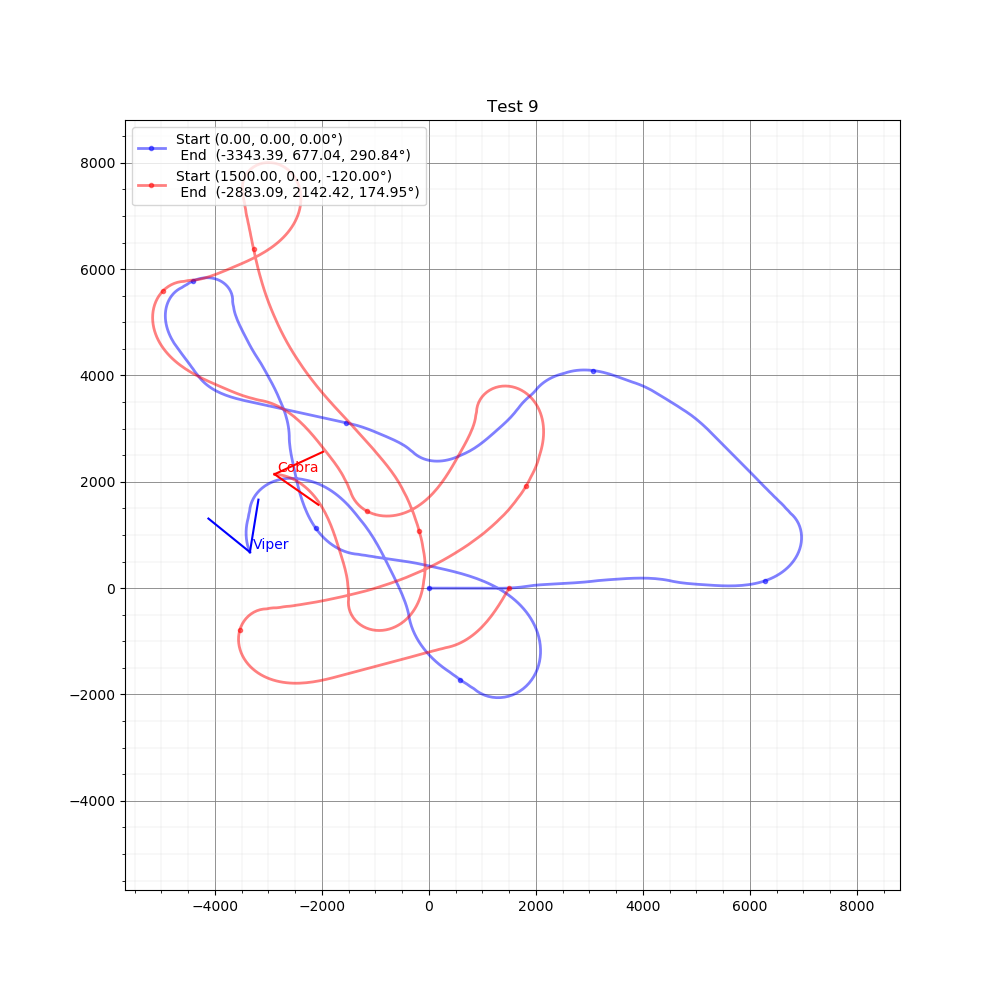 Test 9
Start (0.00, 0.00, 0.00°)
End  (-3343.39, 677.04, 290.84°)
Start (1500.00, 0.00, -120.00°)
End  (-2883.09, 2142.42, 174.95°)
8000
6000
4000
2000
0
−2000
−4000
Cobra
Viper
−4000 −2000 0 2000 4000 6000 8000